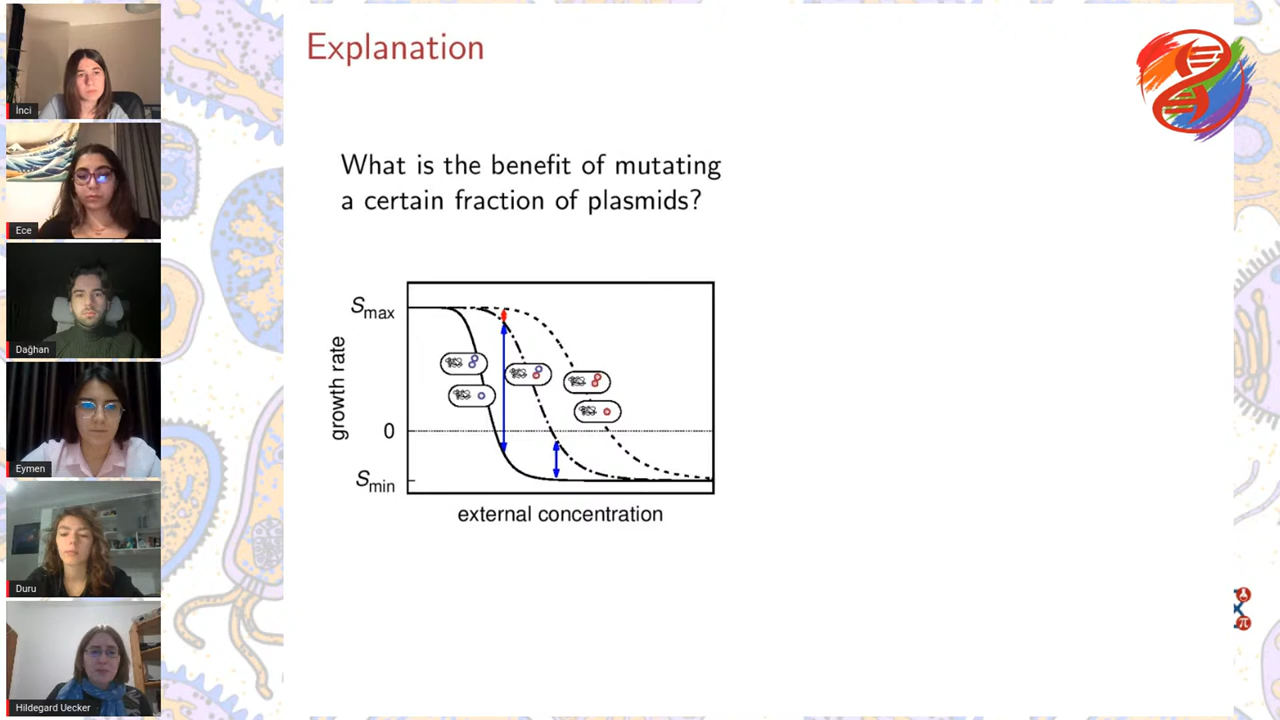 Explanation
What is the benefit of mutating
a certain fraction of plasmids?
Smax
0
Smin
growth rate
external concentration
İnci
Ece
Dağhan
Eymen
Duru
Hildegard Uecker
π